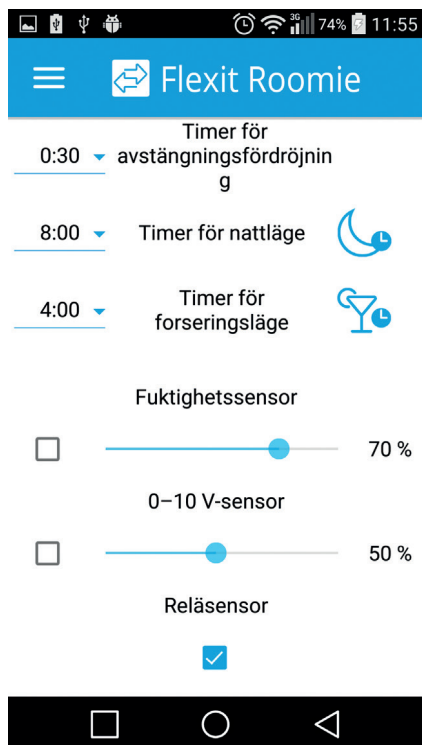 3G 74% 11:55
Flexit Roomie
Timer för
0:30 avstängningsfördröjnin
g
8:00 Timer för nattläge
Timer för
4:00 forseringsläge
Fuktighetssensor
70 %
0–10 V-sensor
50 %
Reläsensor